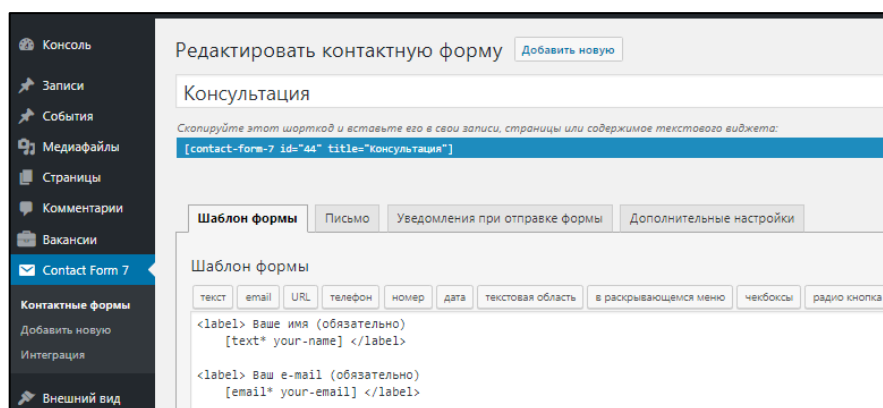 Консоль
Записи
События
Медиафайлы
Страницы
Комментарии
Вакансии
Contact Form 7
Контактные формы
Добавить новую
Интеграция
Внешний вид
Редактировать контактную форму Добавить новую
Консультация
Скопируйте этот шорткод и вставьте его в свои записи, страницы или содержимое текстового виджета:
[contact-form-7 id="44" title="Консультация"]
Шаблон формы Письмо Уведомления при отправке формы Дополнительные настройки
Шаблон формы
текст email URL телефон номер дата текстовая область в раскрывающемся меню чекбоксы радио кнопка
<label> Ваше имя (обязательно)
[text* your-name] </label>
<label> Ваш e-mail (обязательно)
[email* your-email] </label>